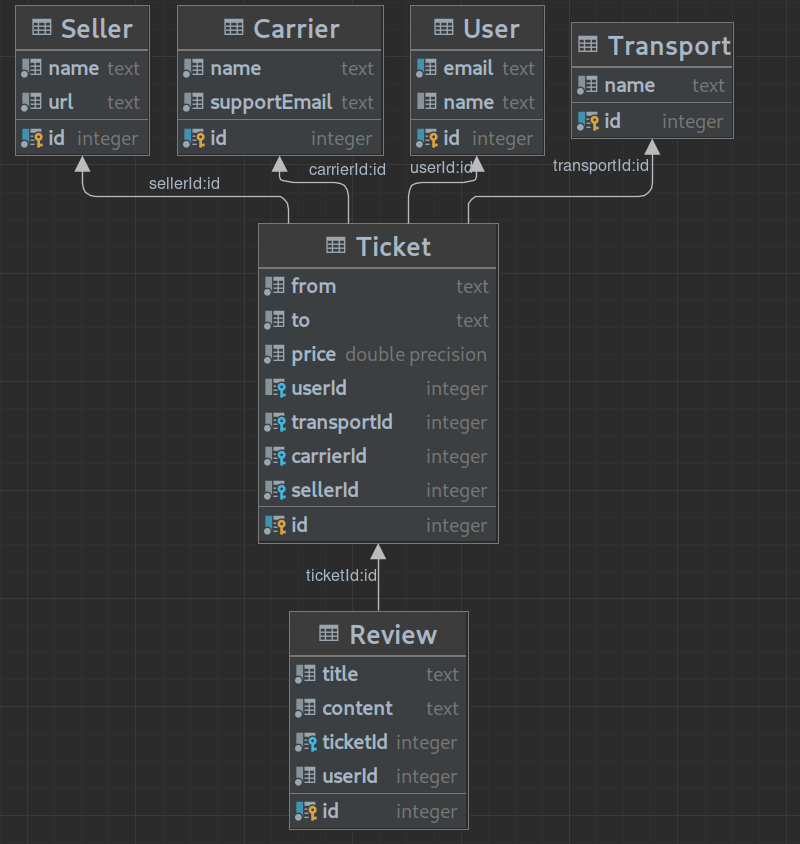 Seller
name text
url text
id integer
Carrier
name text
supportEmail text
id integer
User
email text
name text
id integer
Transport
name text
id integer
sellerId:id
carrierId:id
userId:id
transportId:id
Ticket
from text
to text
price double precision
userId integer
transportId integer
carrierId integer
sellerId integer
id integer
ticketId:id
Review
title text
content text
ticketId integer
userId integer
id integer